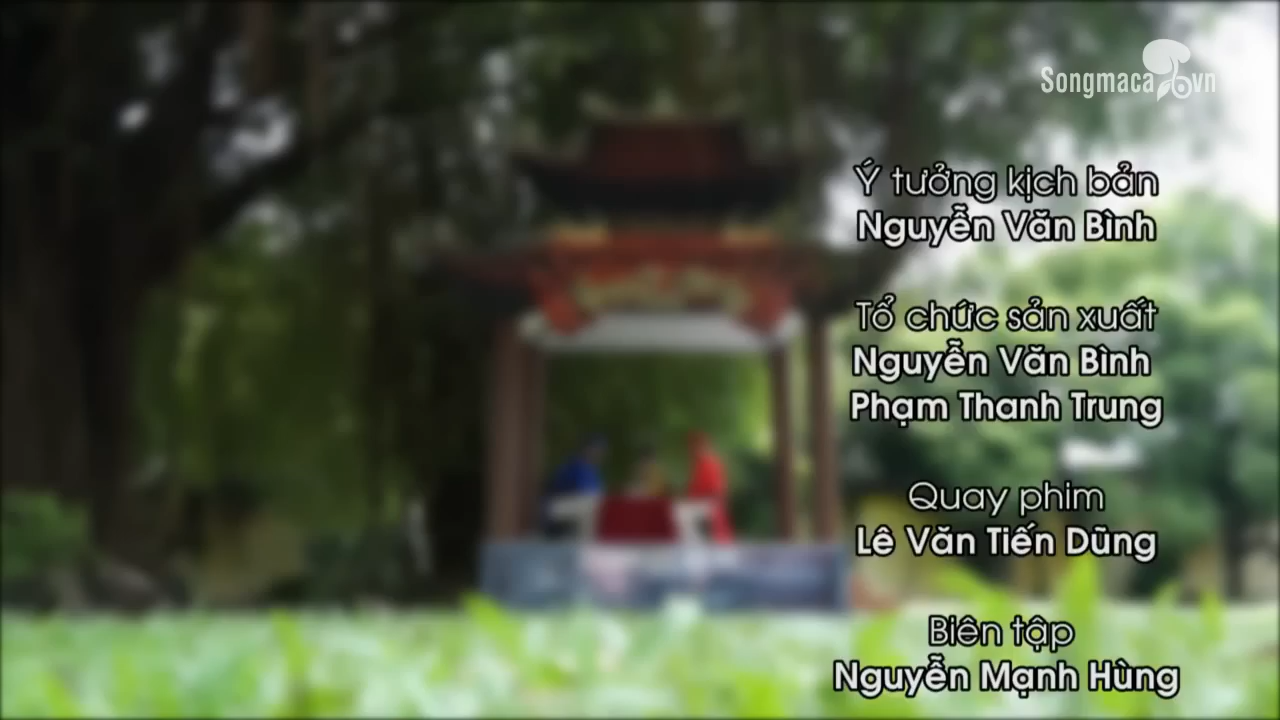 Songmaca.vn
Ý tưởng kịch bản
Nguyễn Văn Bình
Tổ chức sản xuất
Nguyễn Văn Bình
Phạm Thanh Trung
Quay phim
Lê Văn Tiến Dũng
Biên tập
Nguyễn Mạnh Hùng